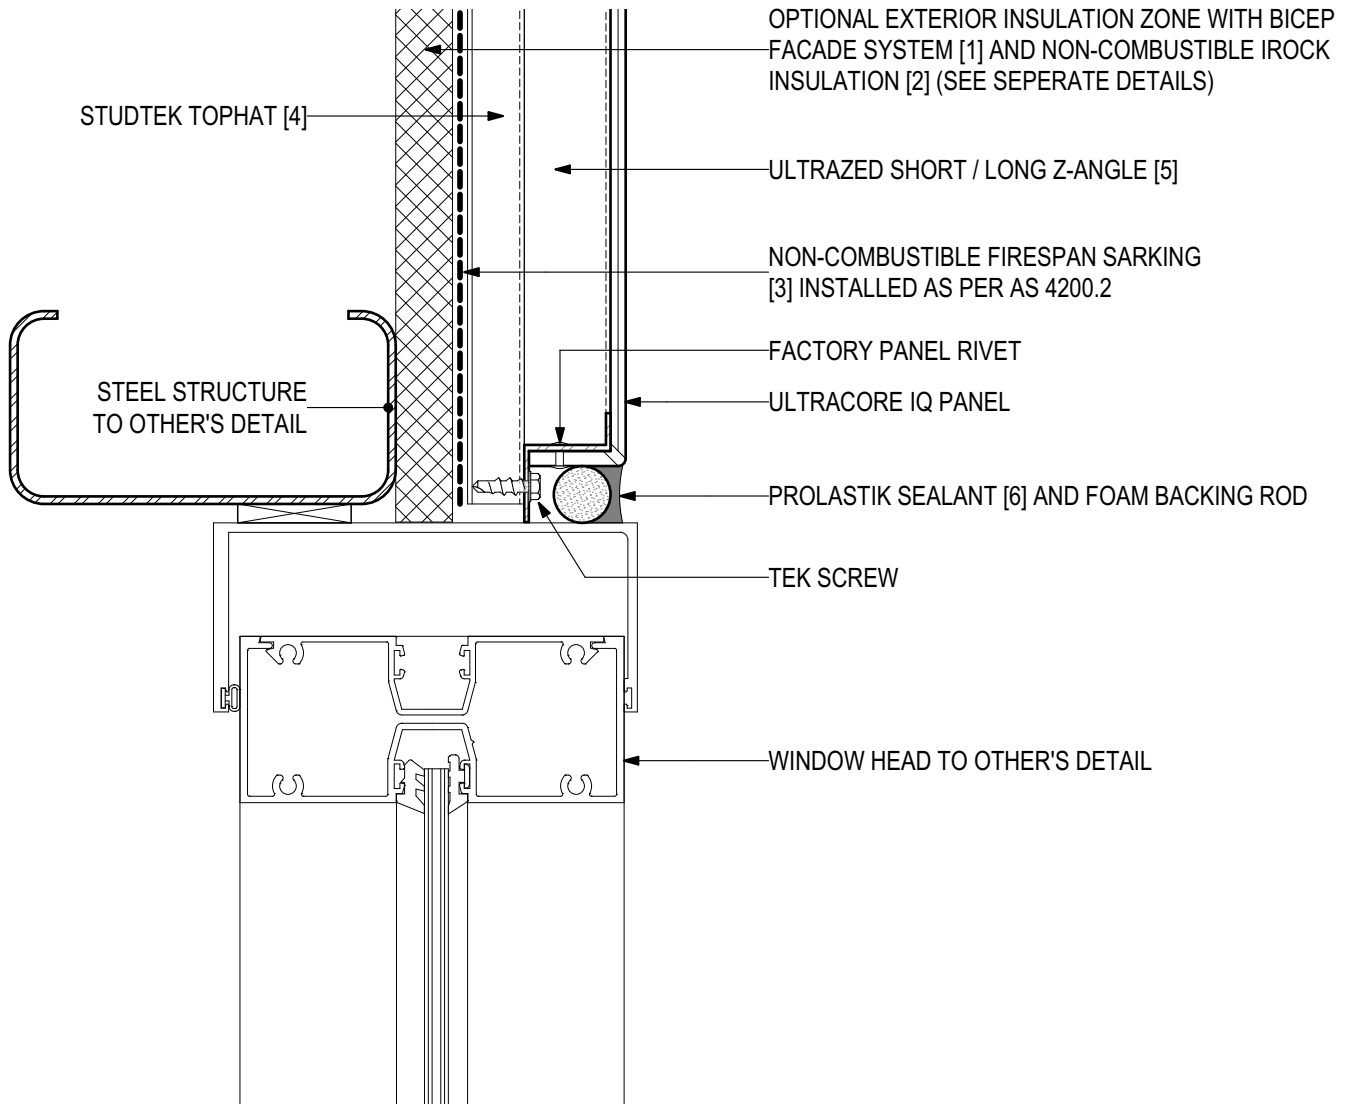 OPTIONAL EXTERIOR INSULATION ZONE WITH BICEP
FACADE SYSTEM [1] AND NON-COMBUSTIBLE IROCK
INSULATION [2] (SEE SEPERATE DETAILS)
STUDTEK TOPHAT [4]
ULTRAZED SHORT / LONG Z-ANGLE [5]
NON-COMBUSTIBLE FIRESPAN SARKING
[3] INSTALLED AS PER AS 4200.2
FACTORY PANEL RIVET
STEEL STRUCTURE
TO OTHER'S DETAIL
ULTRACORE IQ PANEL
PROLASTIK SEALANT [6] AND FOAM BACKING ROD
TEK SCREW
WINDOW HEAD TO OTHER'S DETAIL